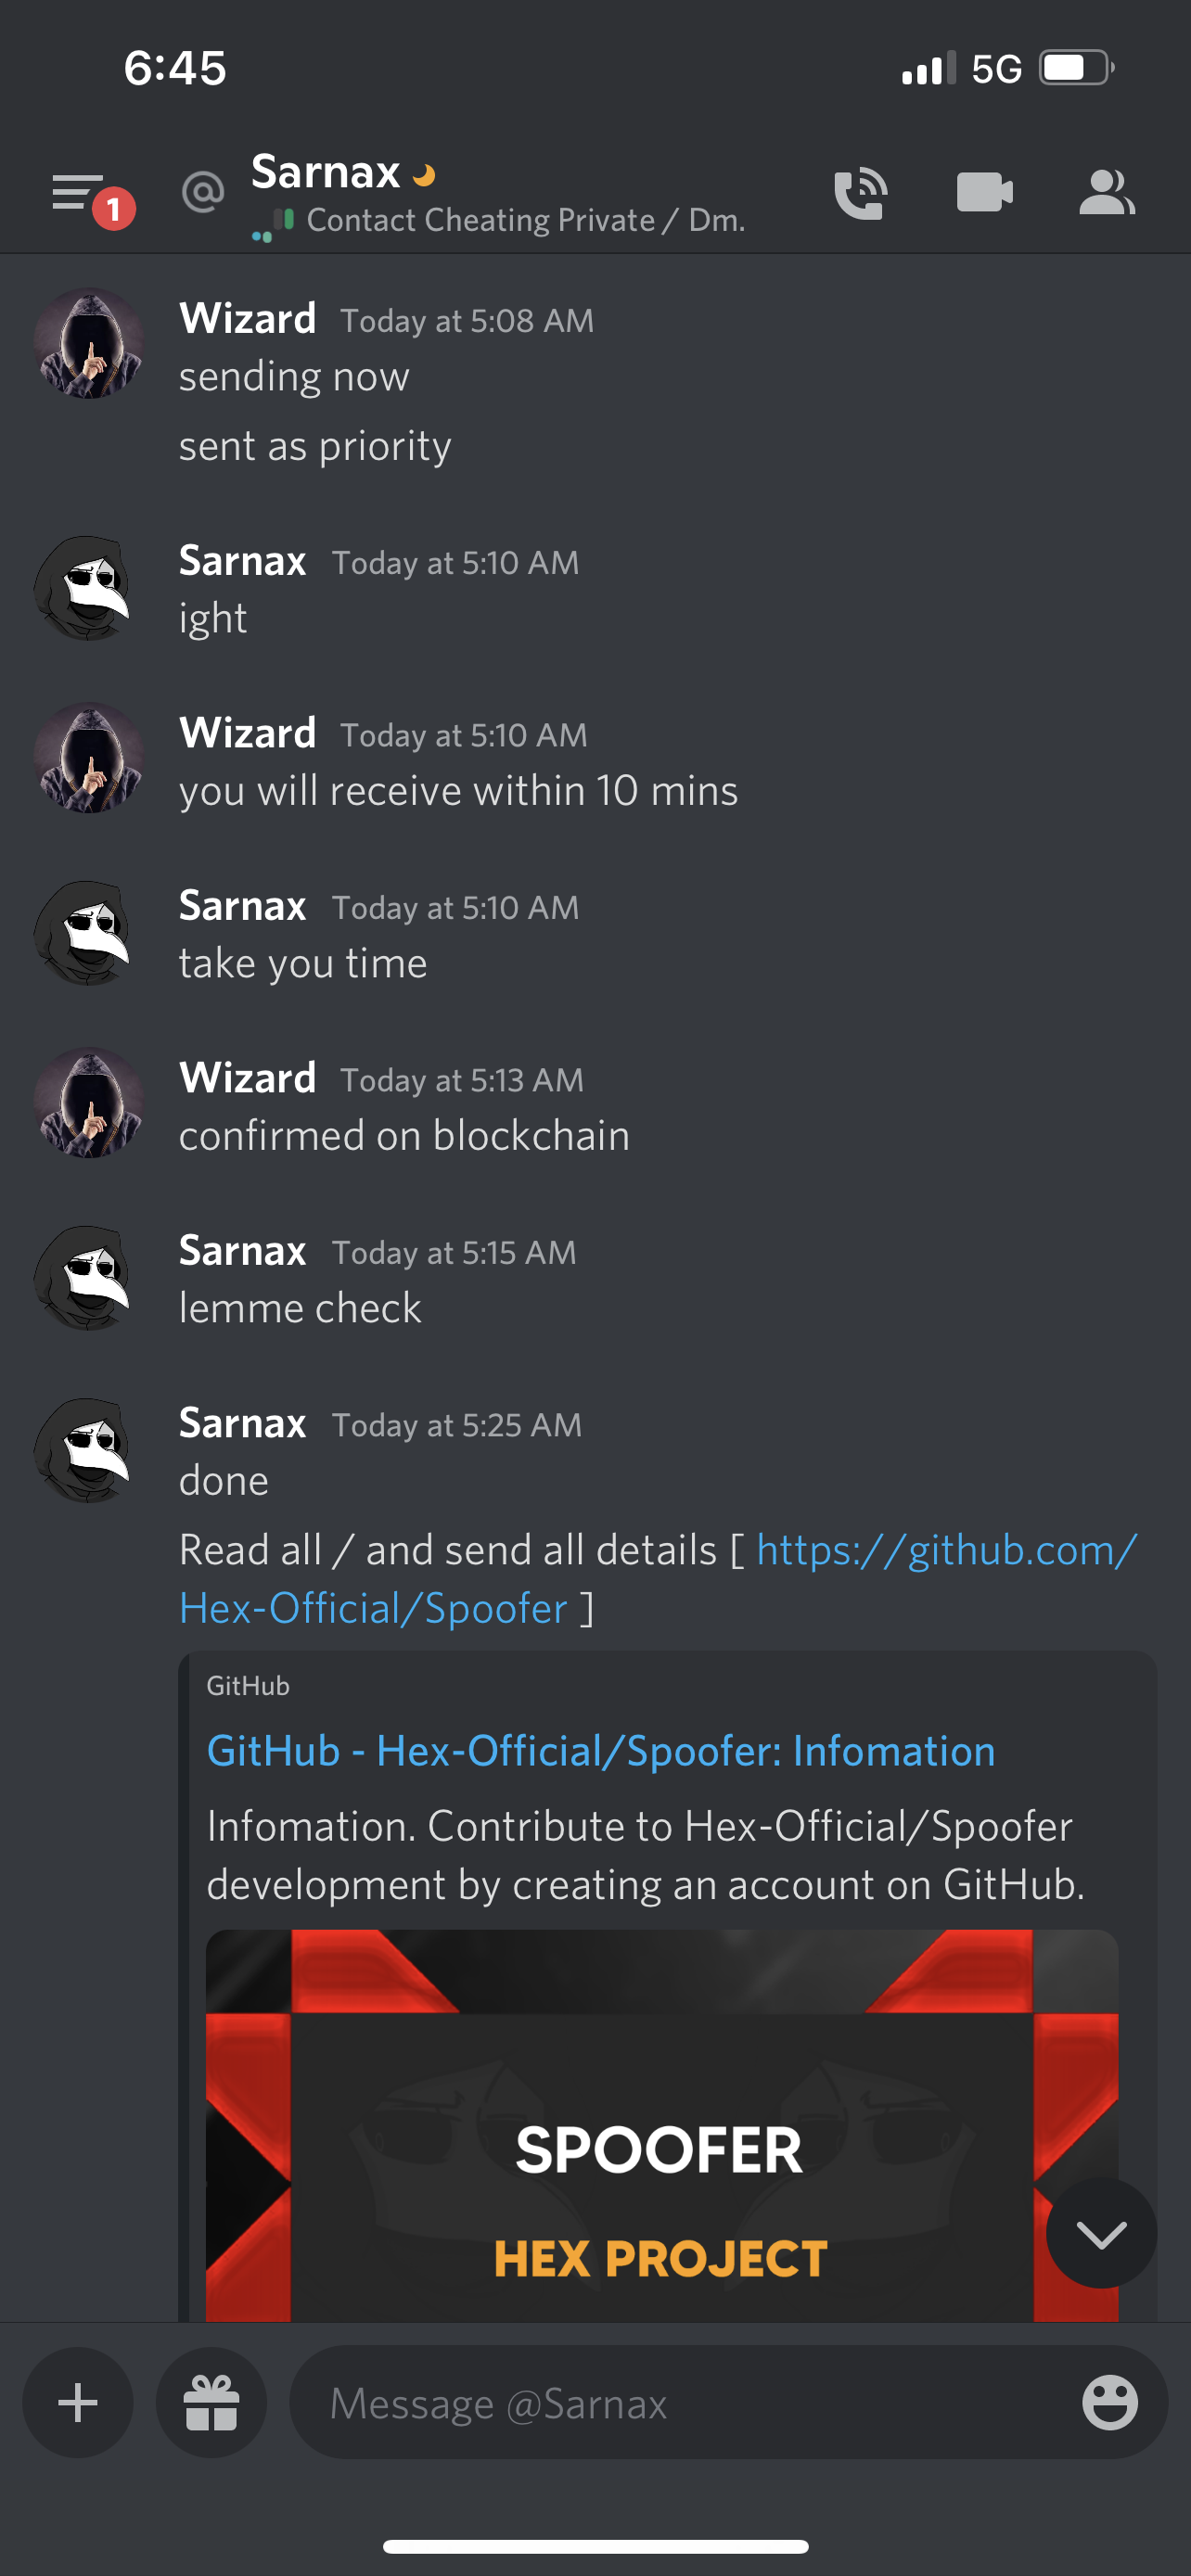 6:45
5G
1
@
Sarnax
Contact Cheating Private / Dm.
Wizard Today at 5:08 AM
sending now
sent as priority
Sarnax Today at 5:10 AM
ight
Wizard Today at 5:10 AM
you will receive within 10 mins
Sarnax Today at 5:10 AM
take you time
Wizard Today at 5:13 AM
confirmed on blockchain
Sarnax Today at 5:15 AM
lemme check
Sarnax Today at 5:25 AM
done
Read all / and send all details [ https://github.com/
Hex-Official/Spoofer ]
GitHub
GitHub - Hex-Official/Spoofer: Infomation
Infomation. Contribute to Hex-Official/Spoofer
development by creating an account on GitHub.
SPOOFER
HEX PROJECT
Message @Sarnax